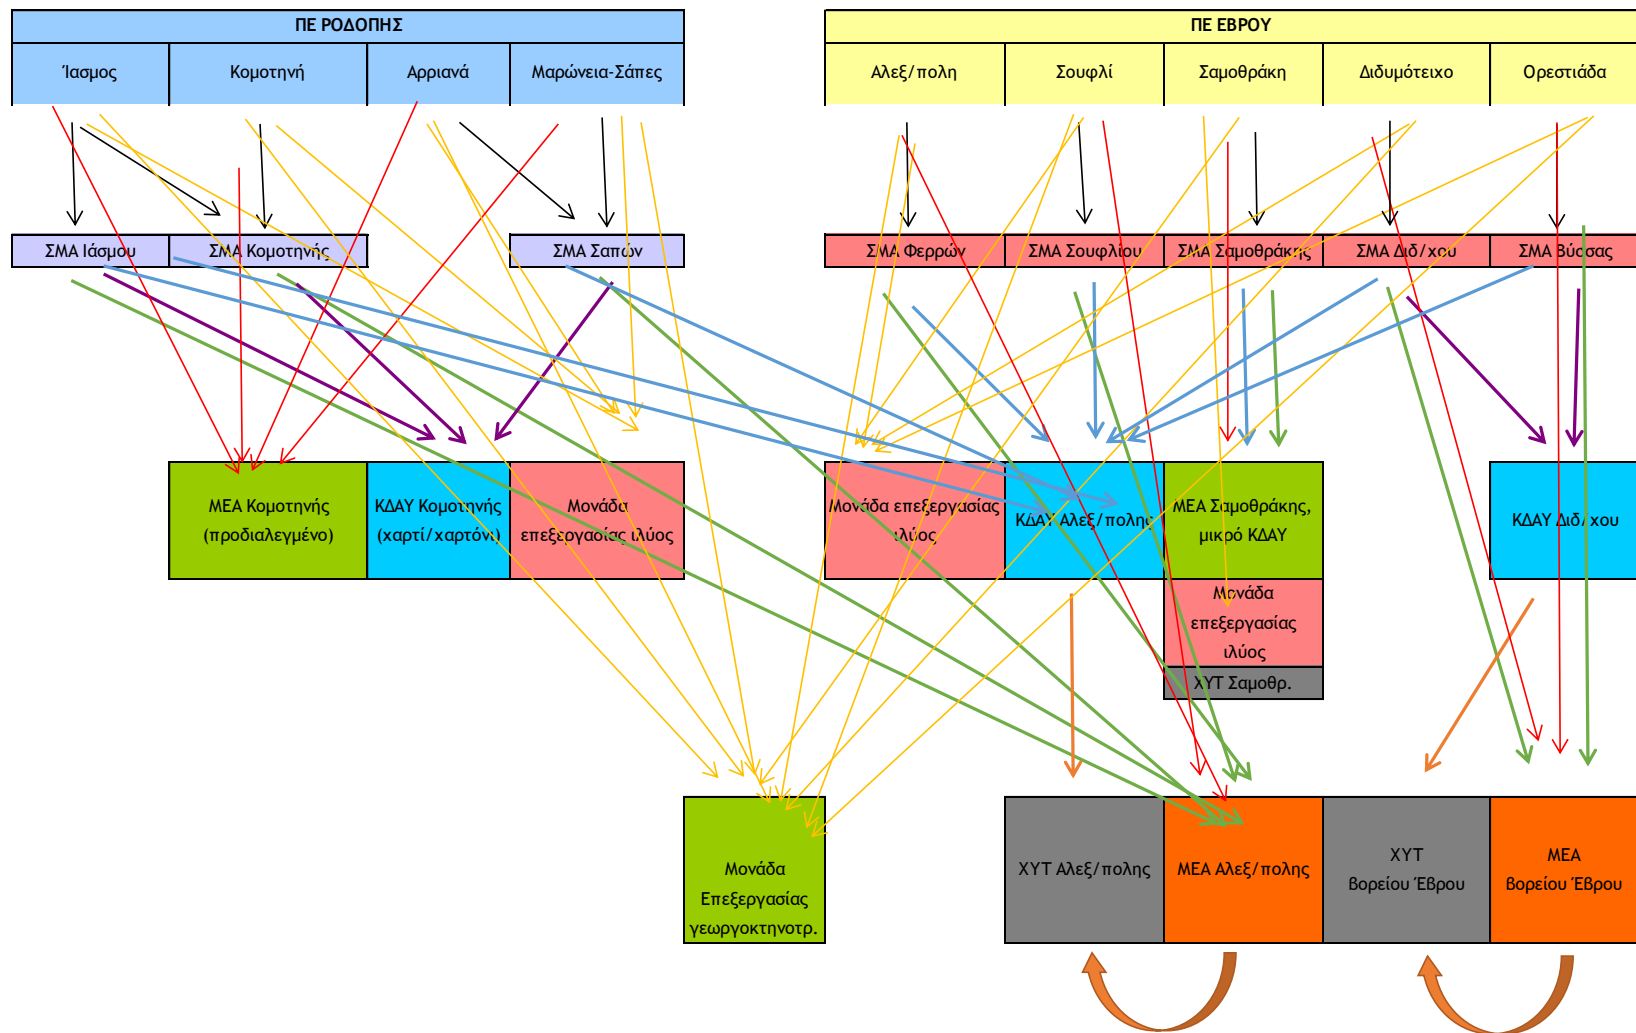 ΠΕ ΡΟΔΟΠΗΣ
ΠΕ ΕΒΡΟΥ
Ίασμος
Κομοτηνή
Αρριανά
Μαρώνεια-Σάπες
Αλεξ/πολη
Σουφλί
Σαμοθράκη
Διδυμότειχο
Ορεστιάδα
ΣΜΑ Ιάσμου
ΣΜΑ Κομοτηνής
ΣΜΑ Σαπών
ΣΜΑ Φερρών
ΣΜΑ Σουφλίου
ΣΜΑ Σαμοθράκης
ΣΜΑ Διδ/χου
ΣΜΑ Βύσσας
ΜΕΑ Κομοτηνής
(προδιαλεγμένο)
ΚΔΑΥ Κομοτηνής
(χαρτί/χαρτόνι)
Μονάδα
επεξεργασίας ιλύος
Μονάδα επεξεργασίας
ιλύος
ΚΔΑΥ Αλεξ/πολης
ΜΕΑ Σαμοθράκης,
μικρό ΚΔΑΥ
ΚΔΑΥ Διδ/χου
Μονάδα
επεξεργασίας
ιλύος
ΧΥΤ Σαμοθρ.
Μονάδα
Επεξεργασίας
γεωργοκτηνοτρ.
ΧΥΤ Αλεξ/πολης
ΜΕΑ Αλεξ/πολης
ΧΥΤ
βορείου Έβρου
ΜΕΑ
βορείου Έβρου